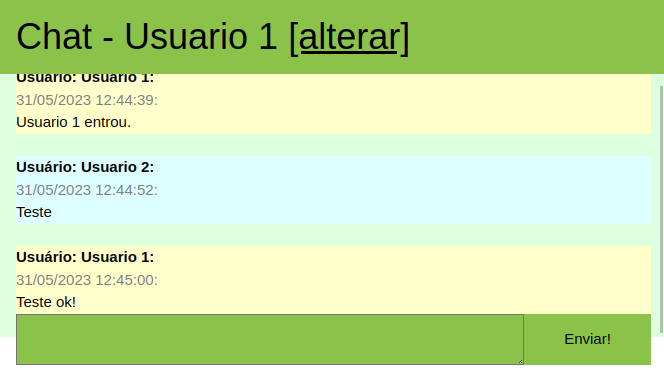 Chat - Usuario 1 [alterar]
Usuário: Usuario 1:
31/05/2023 12:44:39:
Usuario 1 entrou.
Usuário: Usuario 2:
31/05/2023 12:44:52:
Teste
Usuário: Usuario 1:
31/05/2023 12:45:00:
Teste ok!
Enviar!